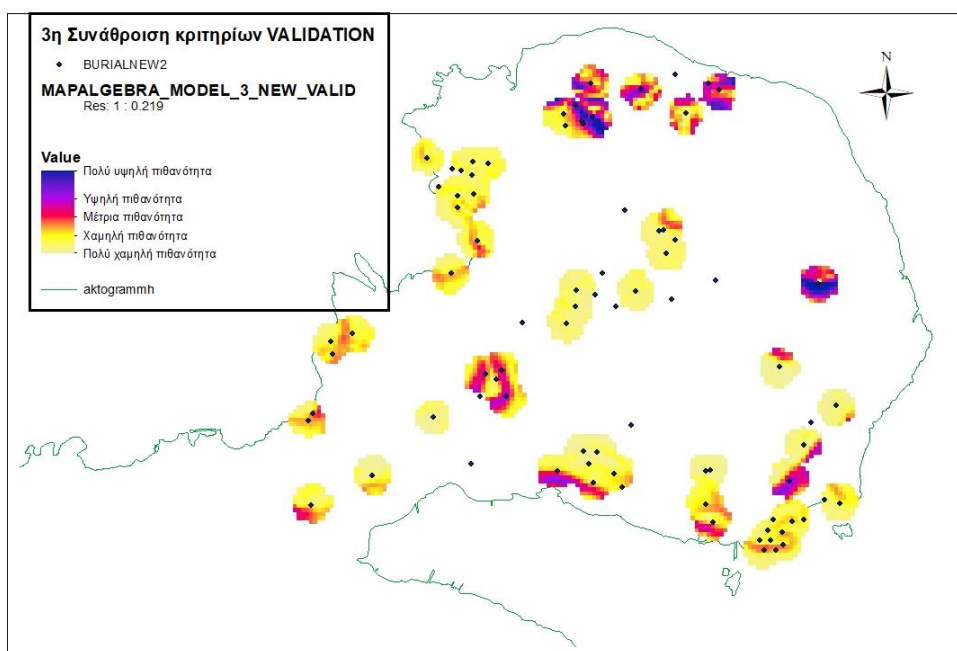 3η Συνάθροιση κριτηρίων VALIDATION
BURIALNEW2
MAPALGEBRA_MODEL_3_NEW_VALID
Res: 1 : 0.219
Value
Πολύ υψηλή πιθανότητα
Υψηλή πιθανότητα
Μέτρια πιθανότητα
Χαμηλή πιθανότητα
Πολύ χαμηλή πιθανότητα
aktogrammh
N